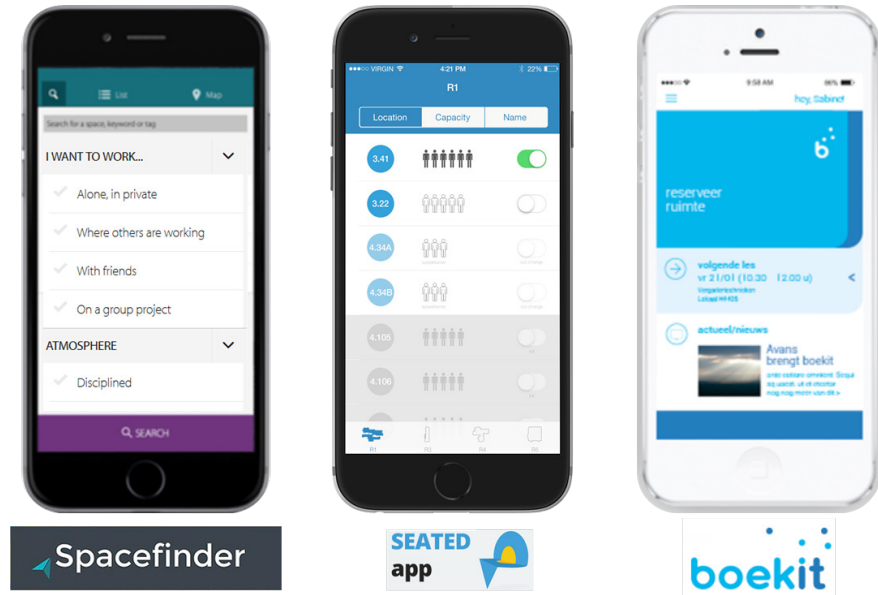 List
Map
Search for a space, keyword or tag
I WANT TO WORK...
Alone, in private
Where others are working
With friends
On a group project
ATMOSPHERE
Disciplined
SEARCH
Spacefinder
VIRGIN
4:21 PM
22%
R1
Location
Capacity
Name
3.41
3.22
4.34A
4.34B
4.105
4.106
R1
SEATED
app
9:58 AM
hey, Sabine!
b
reserveer
ruimte
volgende les
vr 21/01 (10.30 12.00 u)
actueel/nieuws
Avans
brengt boekit
boekit